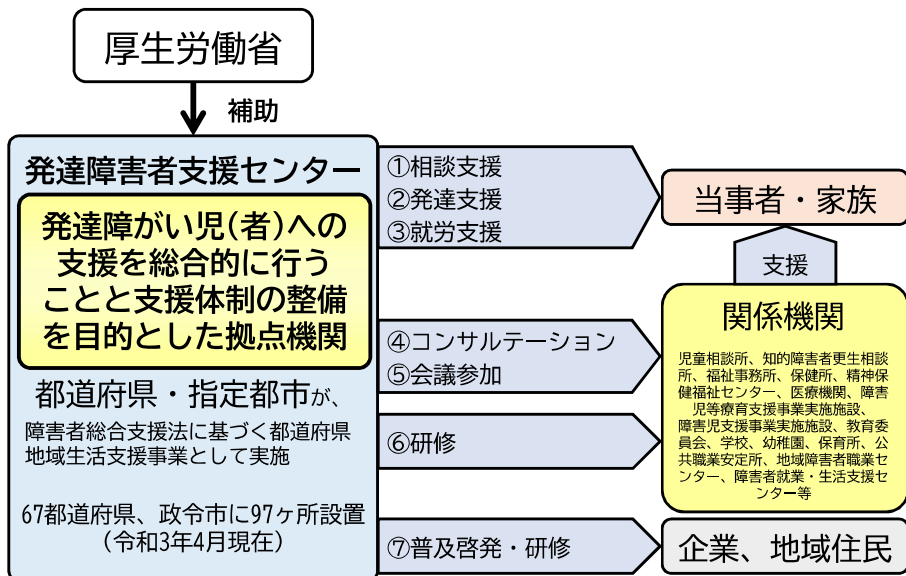 厚生労働省
補助
発達障害者支援センター
発達障がい児(者)への
支援を総合的に行う
ことと支援体制の整備
を目的とした拠点機関
都道府県・指定都市が、
障害者総合支援法に基づく都道府県
地域生活支援事業として実施
67都道府県、政令市に97ヶ所設置
（令和3年4月現在）
①相談支援
②発達支援
③就労支援
④コンサルテーション
⑤会議参加
⑥研修
⑦普及啓発・研修
当事者・家族
支援
関係機関
児童相談所、知的障害者更生相談
所、福祉事務所、保健所、精神保
健福祉センター、医療機関、障害
児等療育支援事業実施施設、
障害児支援事業実施施設、教育委
員会、学校、幼稚園、保育所、公
共職業安定所、地域障害者職業セ
ンター、障害者就業・生活支援セ
ンター等
企業、地域住民